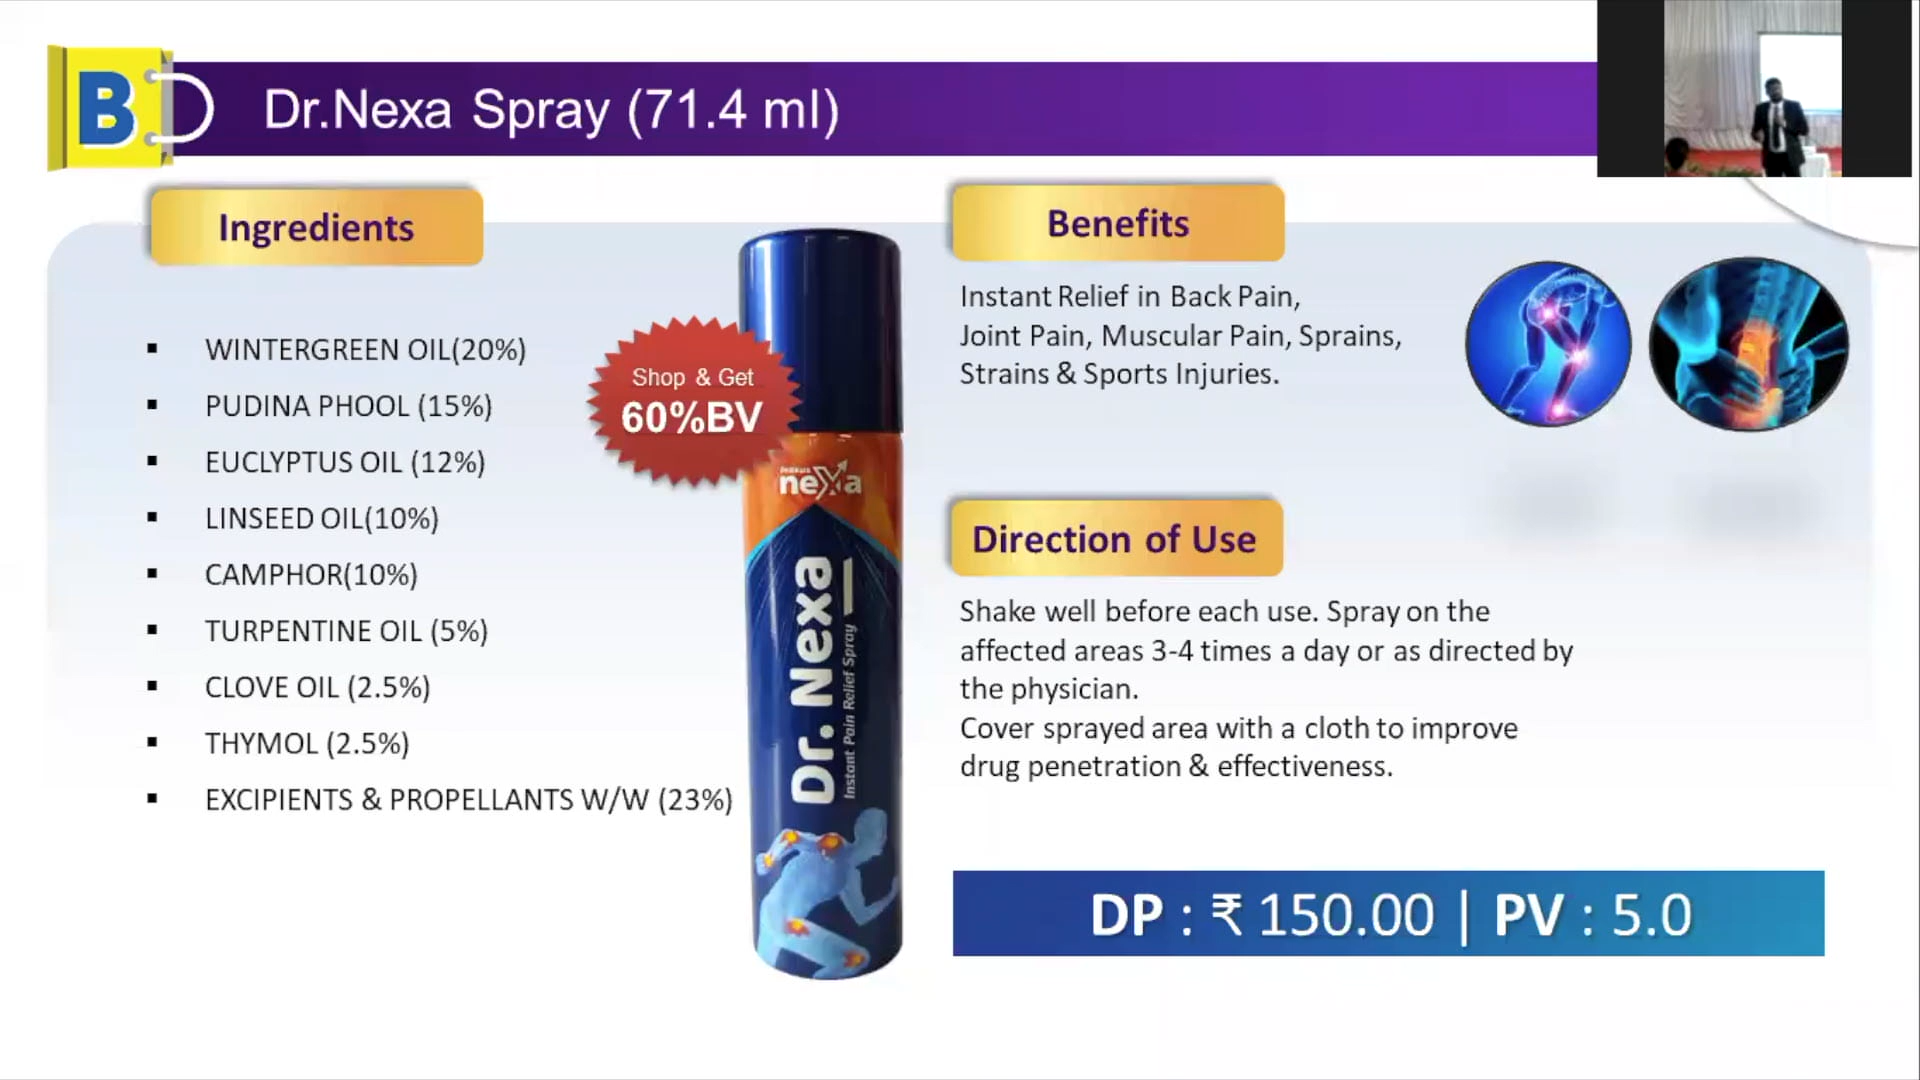 B
Dr.Nexa Spray (71.4 ml)
Ingredients
▪ WINTERGREEN OIL(20%)
▪ PUDINA PHOOL (15%)
▪ EUCLYPTUS OIL (12%)
▪ LINSEED OIL(10%)
▪ CAMPHOR(10%)
▪ TURPENTINE OIL (5%)
▪ CLOVE OIL (2.5%)
▪ THYMOL (2.5%)
▪ EXCIPIENTS & PROPELLANTS W/W (23%)
Shop & Get
60%BV
nexa
Dr. Nexa
Instant Pain Relief Spray
Benefits
Instant Relief in Back Pain,
Joint Pain, Muscular Pain, Sprains,
Strains & Sports Injuries.
Direction of Use
Shake well before each use. Spray on the
affected areas 3-4 times a day or as directed by
the physician.
Cover sprayed area with a cloth to improve
drug penetration & effectiveness.
DP : ₹ 150.00 | PV : 5.0